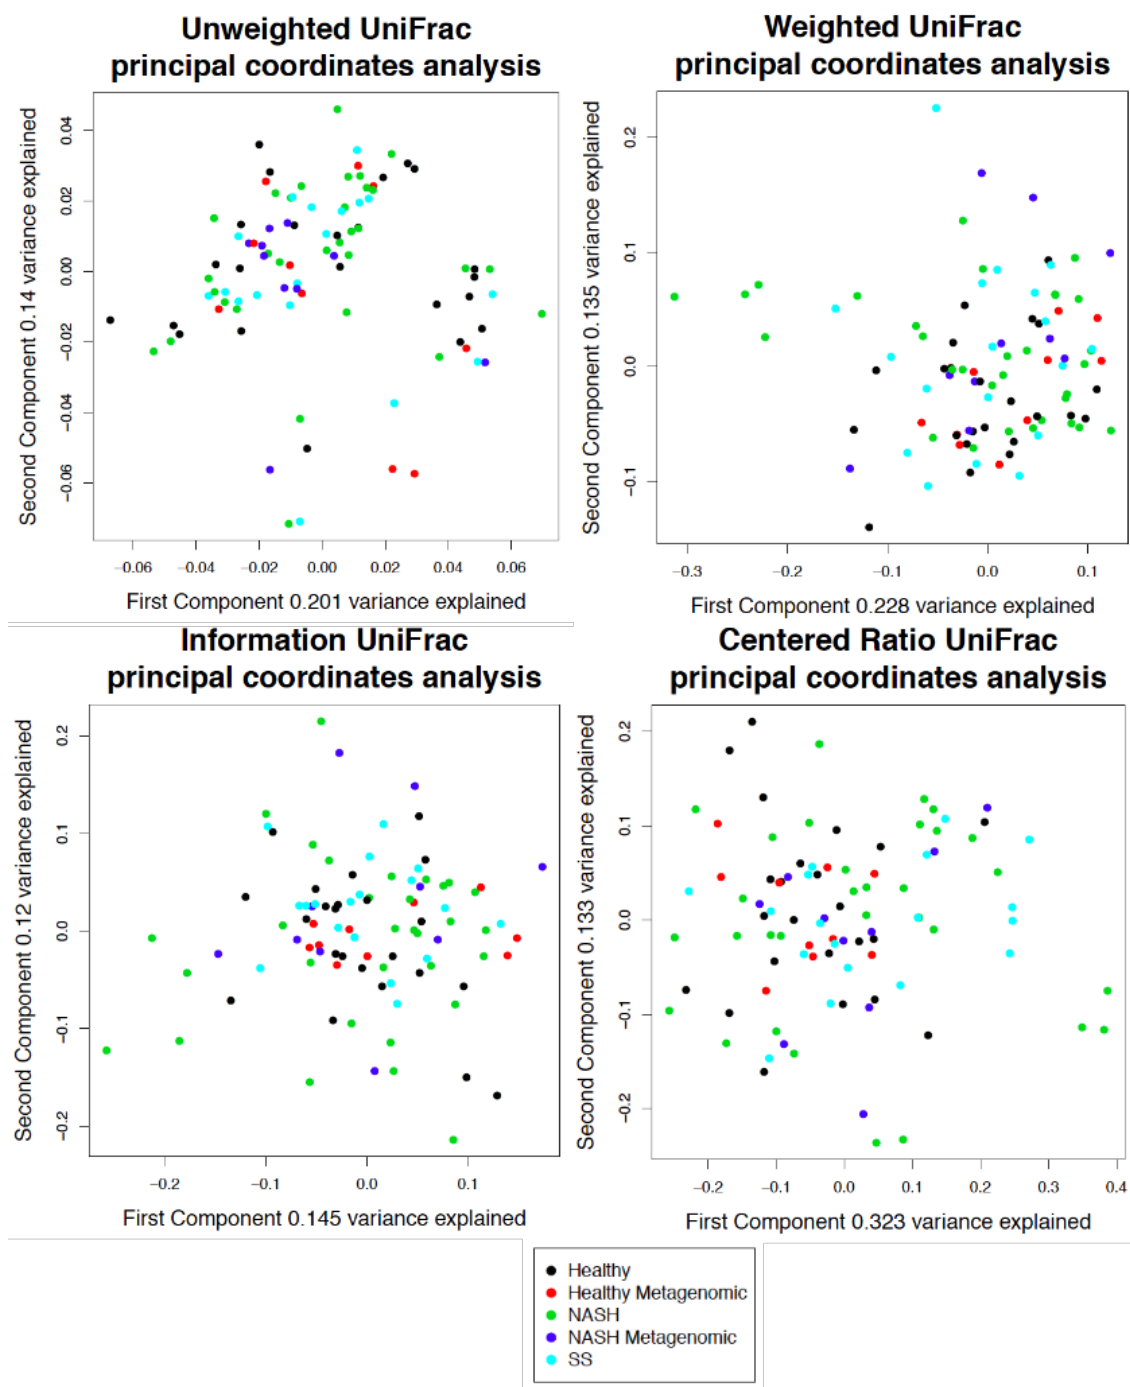 Unweighted UniFrac
principal coordinates analysis
Second Component 0.14 variance explained
0.04
0.02
0.00
−0.02
−0.04
−0.06
−0.06
−0.04
−0.02
0.00
0.02
0.04
0.06
First Component 0.201 variance explained
Weighted UniFrac
principal coordinates analysis
Second Component 0.135 variance explained
0.2
0.1
0.0
−0.1
−0.3
−0.2
−0.1
0.0
0.1
First Component 0.228 variance explained
Information UniFrac
principal coordinates analysis
Second Component 0.12 variance explained
0.2
0.1
0.0
−0.1
−0.2
−0.2
−0.1
0.0
0.1
First Component 0.145 variance explained
Centered Ratio UniFrac
principal coordinates analysis
Second Component 0.133 variance explained
0.2
0.1
0.0
−0.1
−0.2
−0.2
−0.1
0.0
0.1
0.2
0.3
0.4
First Component 0.323 variance explained
Healthy
Healthy Metagenomic
NASH
NASH Metagenomic
SS